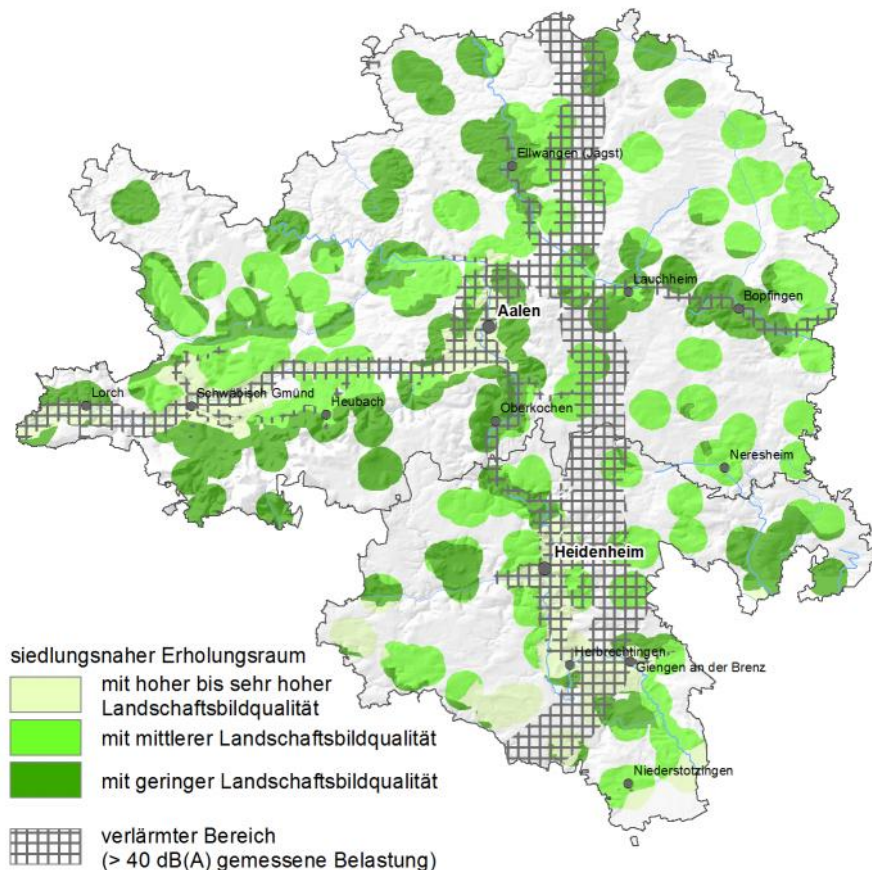 Ellwangen (Jagst)
Lauchheim
Bopfingen
Aalen
Lorch
Schwäbisch Gmünd
Heubach
Oberkochen
Neresheim
Heidenheim
Herbrechtingen
Giengen an der Brenz
Niederstotzingen
siedlungsnaher Erholungsraum
mit hoher bis sehr hoher
Landschaftsbildqualität
mit mittlerer Landschaftsbildqualität
mit geringer Landschaftsbildqualität
verlärmter Bereich
(> 40 dB(A) gemessene Belastung)